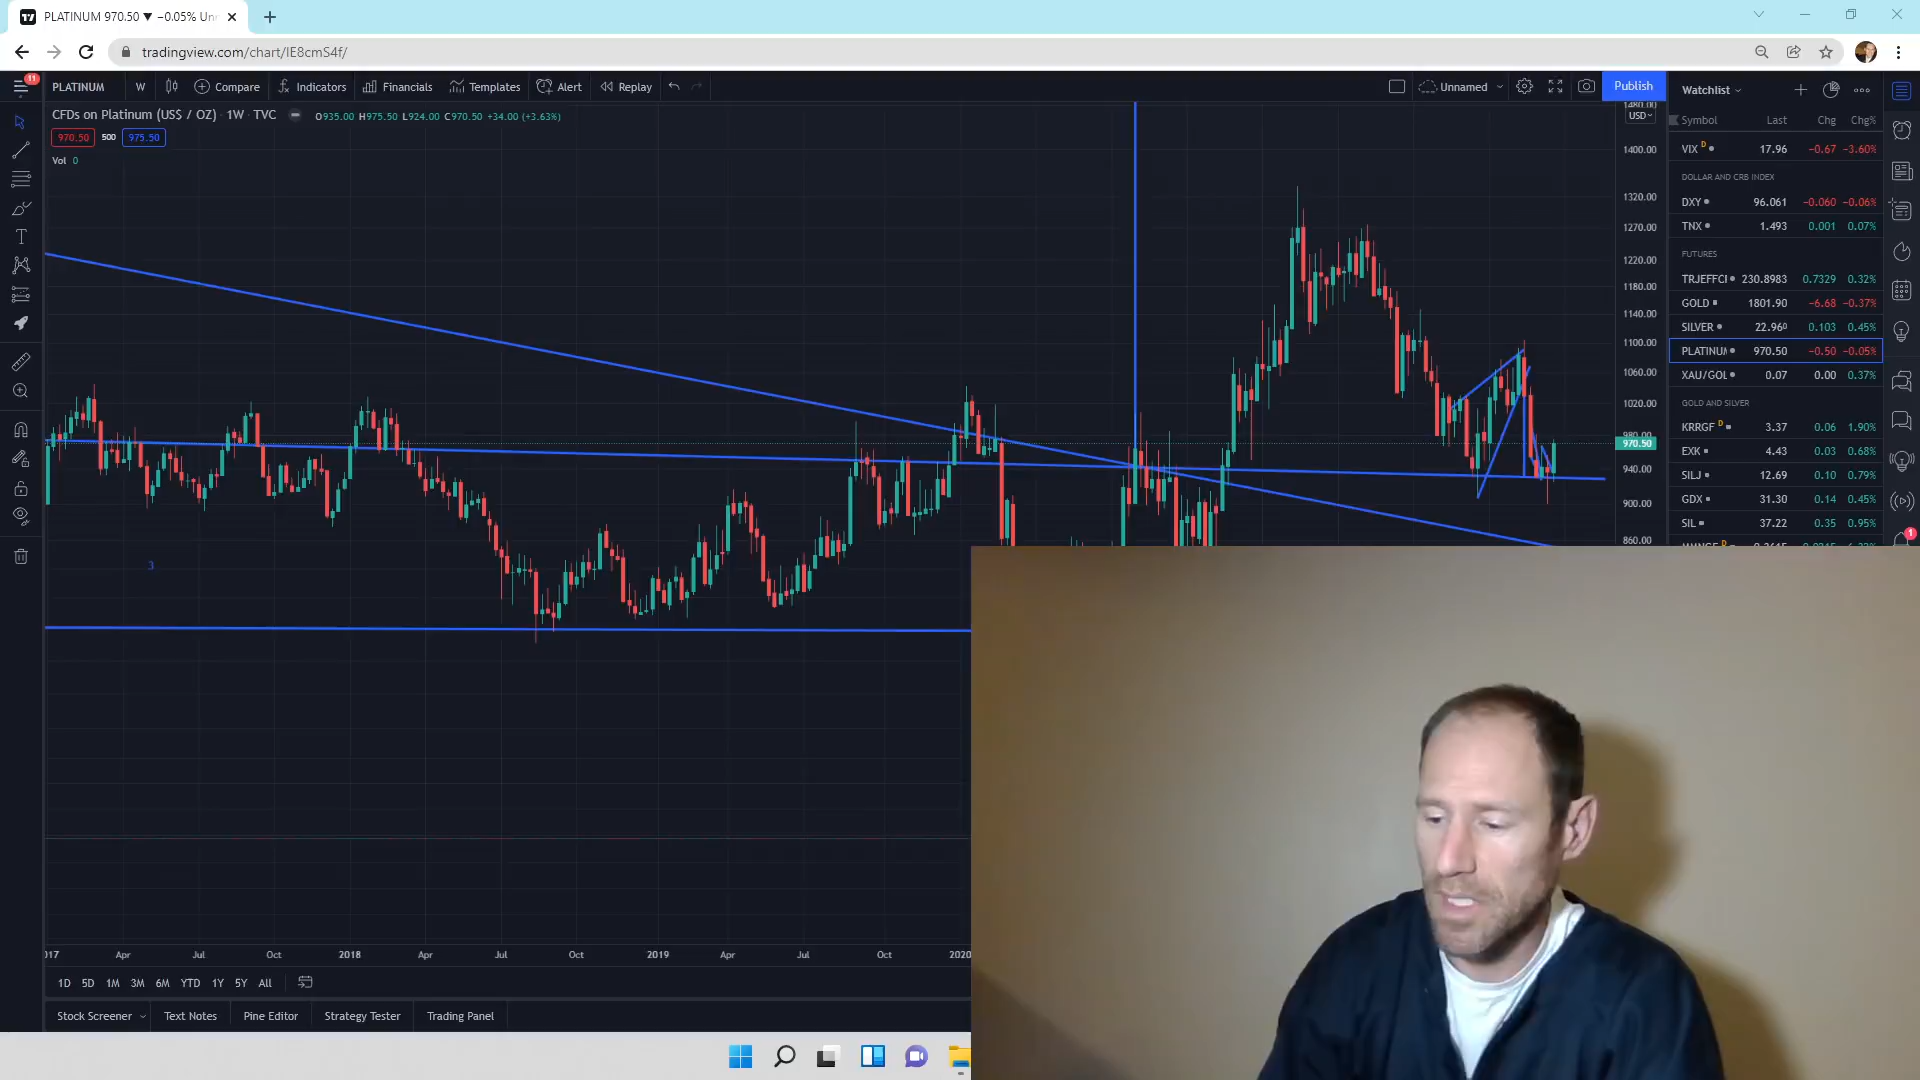 PLATINUM 970.50 ▼ −0.05% Un
tradingview.com/chart/IE8cmS4f/
11
PLATINUM W Compare Indicators Financials Templates Alert Replay Unnamed Publish
CFDs on Platinum (US$ / OZ) · 1W · TVC O935.00 H975.50 L924.00 C970.50 +34.00 (+3.63%)
970.50 500 975.50
Vol 0
3
1480.00
USD
1400.00
1320.00
1270.00
1220.00
1180.00
1140.00
1100.00
1060.00
1020.00
980.00
970.50
940.00
900.00
860.00
Watchlist
Symbol Last Chg Chg%
VIX D 17.96 −0.67 −3.60%
DOLLAR AND CRB INDEX
DXY 96.061 −0.060 −0.06%
TNX 1.493 0.001 0.07%
FUTURES
TRJEFFCI 230.8983 0.7329 0.32%
GOLD 1801.90 −6.68 −0.37%
SILVER 22.960 0.103 0.45%
PLATINU 970.50 −0.50 −0.05%
XAU/GOL 0.07 0.00 0.37%
GOLD AND SILVER
KRRGF D 3.37 0.06 1.90%
EXK 4.43 0.03 0.68%
SILJ 12.69 0.10 0.79%
GDX 31.30 0.14 0.45%
SIL 37.22 0.35 0.95%
1
017 Apr Jul Oct 2018 Apr Jul Oct 2019 Apr Jul Oct 2020
1D 5D 1M 3M 6M YTD 1Y 5Y All
Stock Screener Text Notes Pine Editor Strategy Tester Trading Panel